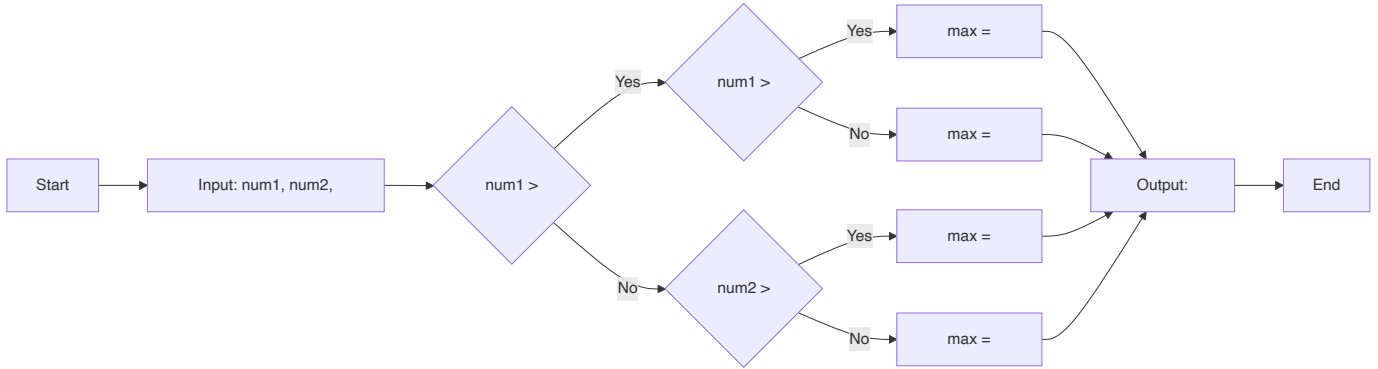 Start
Input: num1, num2,
num1 >
Yes
No
num1 >
Yes
No
num2 >
Yes
No
max =
max =
max =
max =
Output:
End